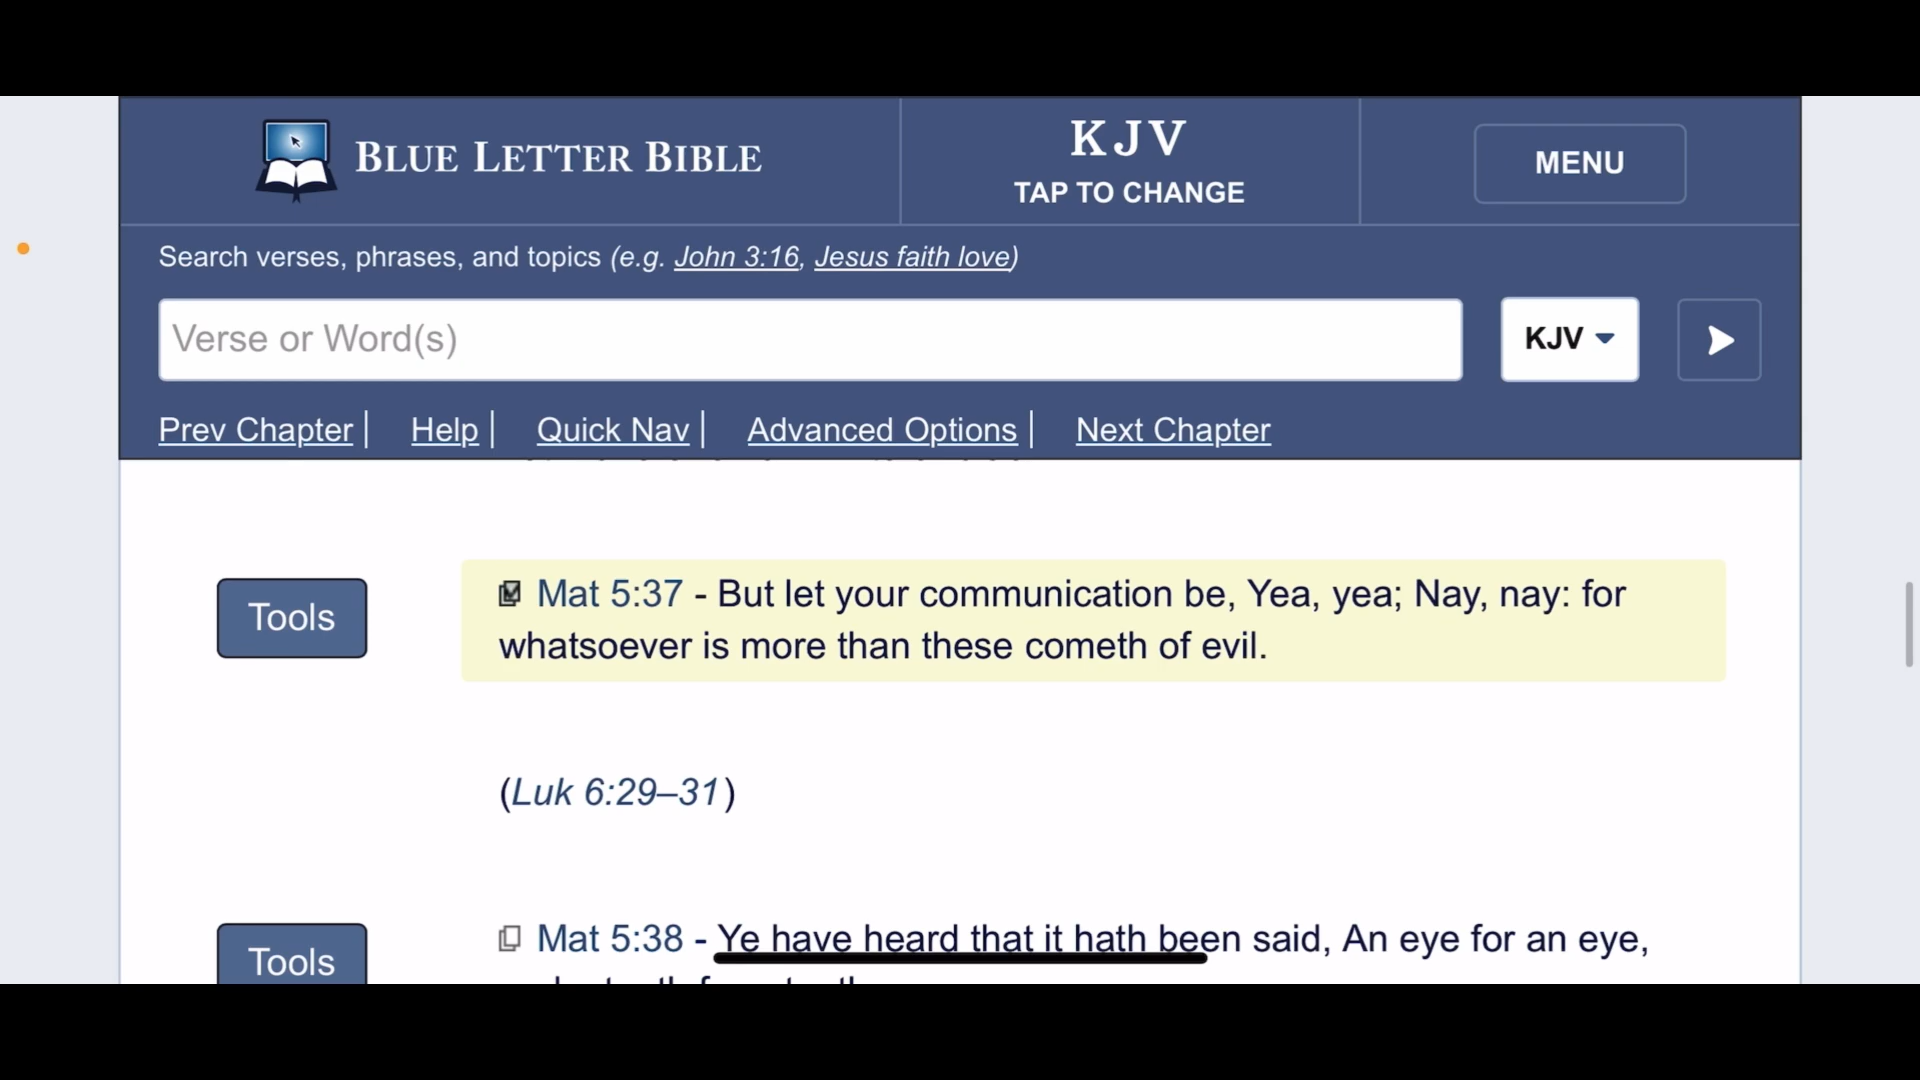 BLUE LETTER BIBLE
KJV
TAP TO CHANGE
MENU
Search verses, phrases, and topics (e.g. John 3:16, Jesus faith love)
Verse or Word(s)
KJV
Prev Chapter | Help | Quick Nav | Advanced Options | Next Chapter
Tools
Mat 5:37 - But let your communication be, Yea, yea; Nay, nay: for
whatsoever is more than these cometh of evil.
(Luk 6:29–31)
Tools
Mat 5:38 - Ye have heard that it hath been said, An eye for an eye,